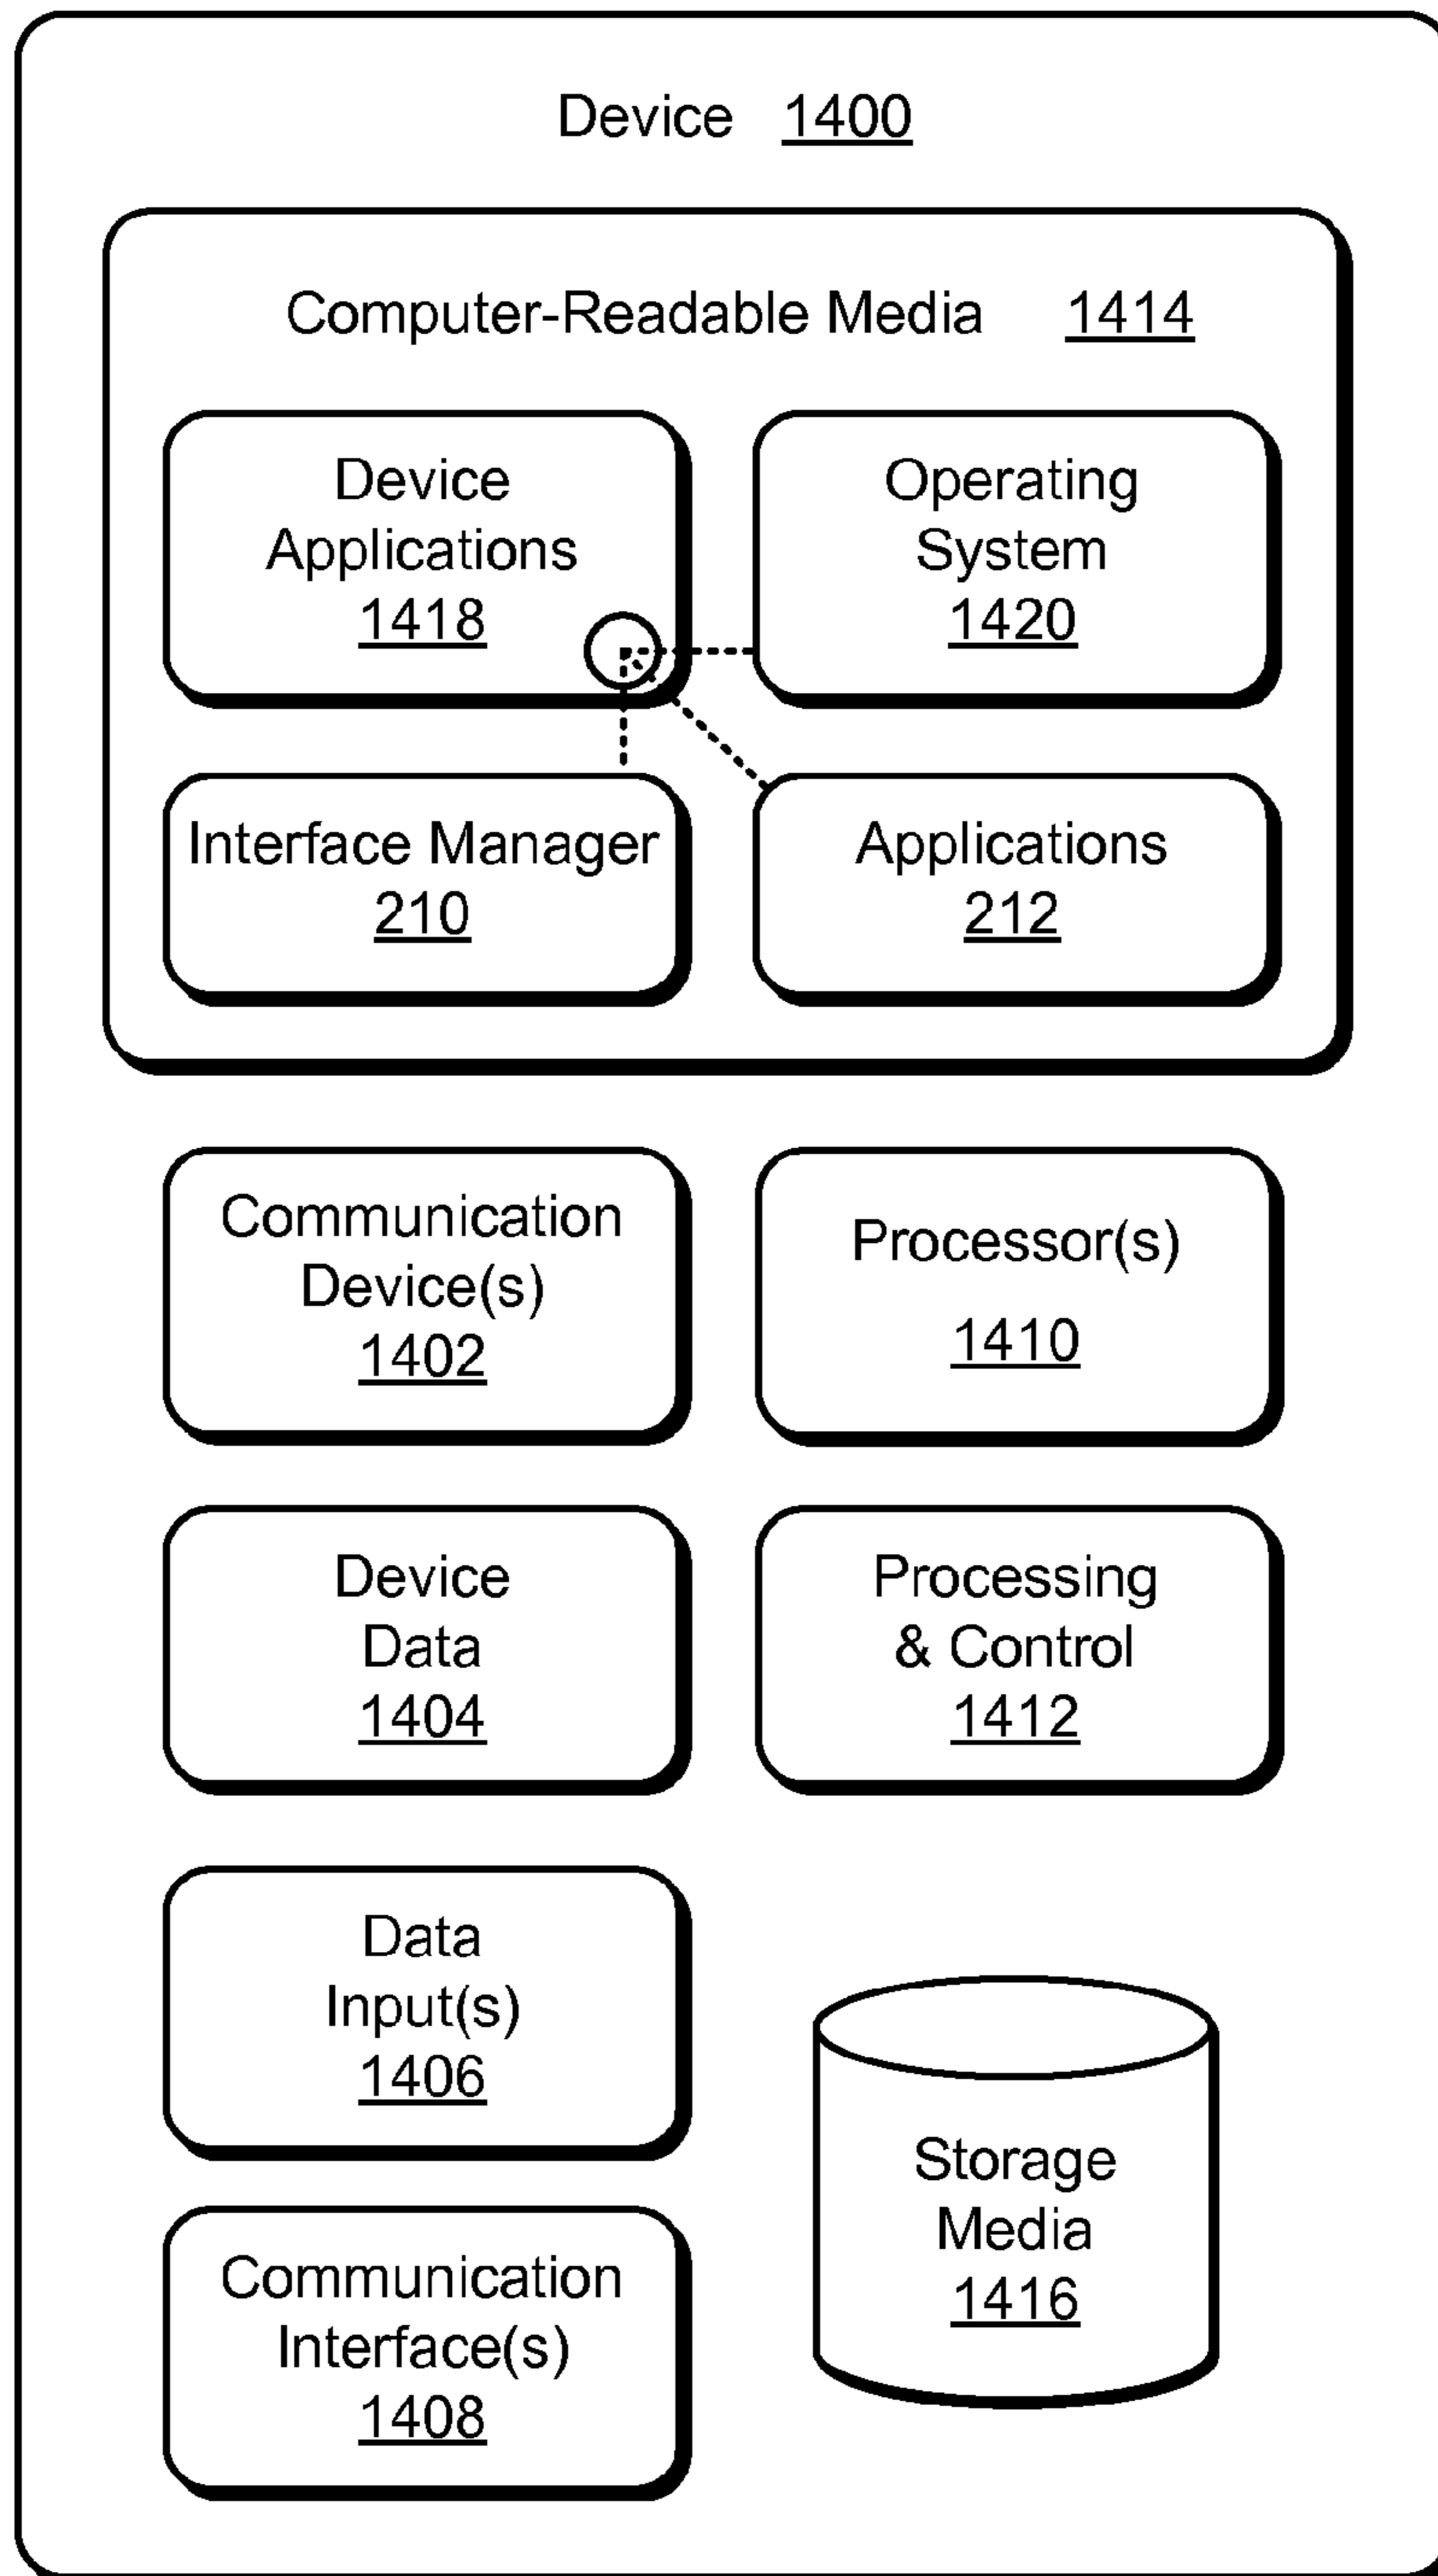 Device 1400
Computer-Readable Media 1414
Device
Applications
1418
Operating
System
1420
Interface Manager
210
Applications
212
Communication
Device(s)
1402
Processor(s)
1410
Device
Data
1404
Processing
& Control
1412
Data
Input(s)
1406
Storage
Media
1416
Communication
Interface(s)
1408